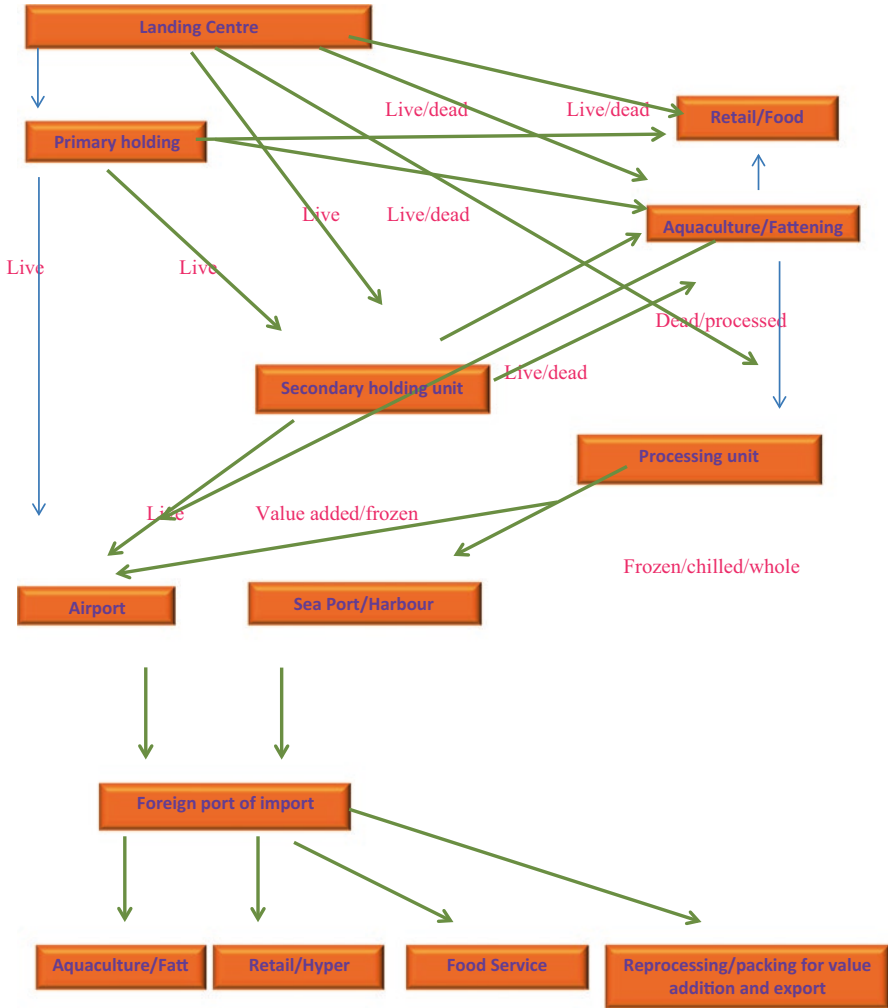 Landing Centre
Live/dead
Live/dead
Retail/Food
Primary holding
Live
Live/dead
Aquaculture/Fattening
Live
Live
Dead/processed
Secondary holding unit
Live/dead
Processing unit
Live
Value added/frozen
Frozen/chilled/whole
Airport
Sea Port/Harbour
Foreign port of import
Aquaculture/Fatt
Retail/Hyper
Food Service
Reprocessing/packing for value
addition and export